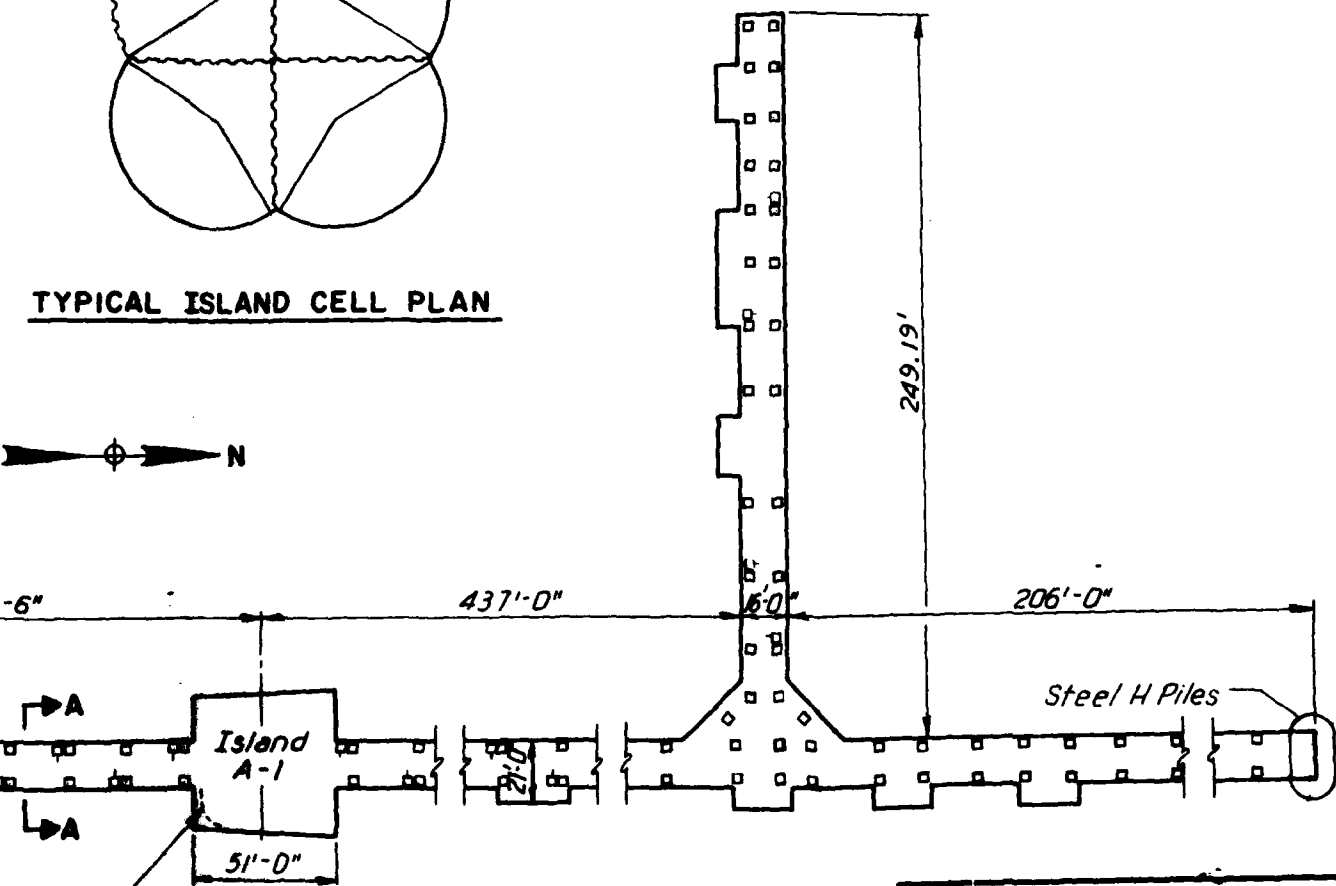 TYPICAL ISLAND CELL PLAN
N
249.19'
-6"
437'-0"
16'-0"
206'-0"
Steel H Piles
A
Island
A-1
21'-0"
A
51'-0"